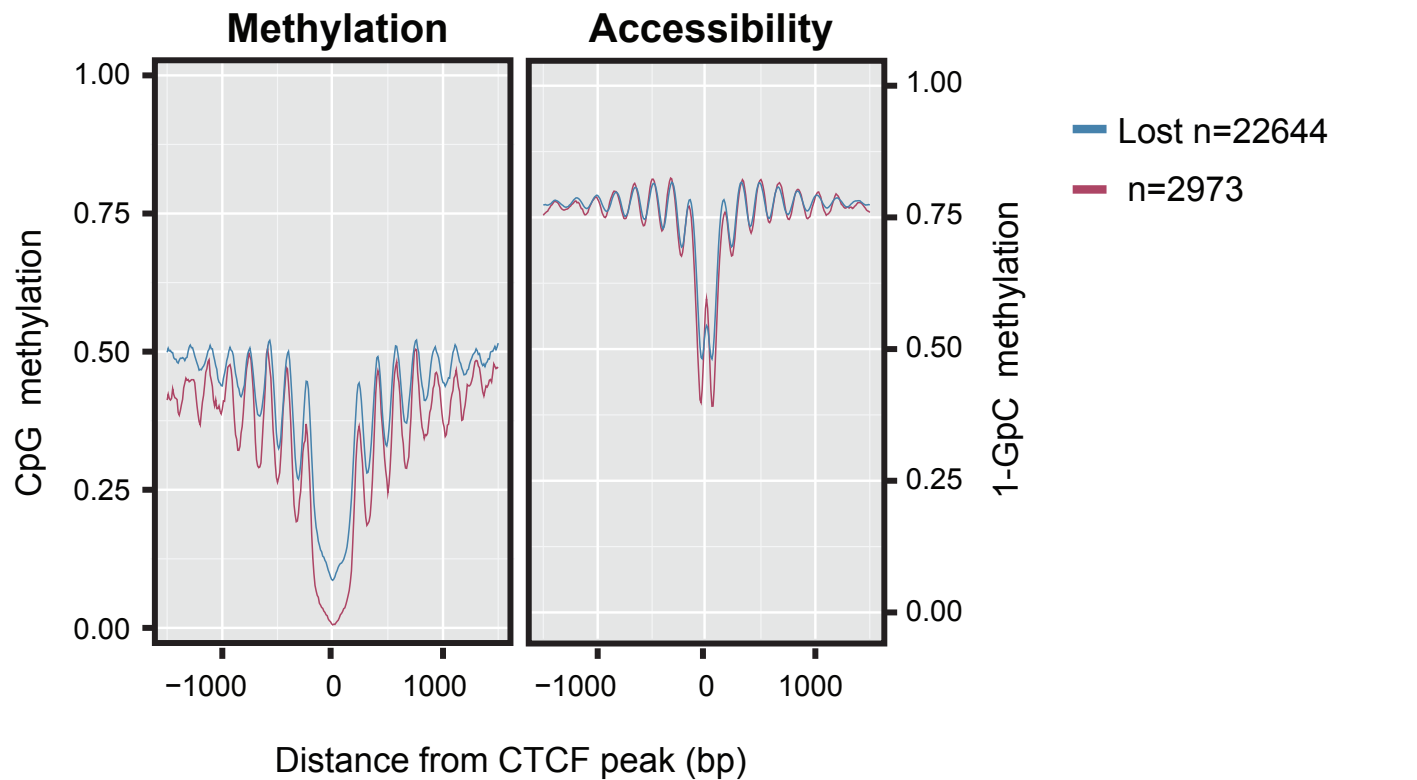 Methylation
Accessibility
1.00
0.75
0.50
0.25
0.00
CpG methylation
−1000
0
1000
−1000
0
1000
1.00
0.75
0.50
0.25
0.00
1-GpC methylation
Distance from CTCF peak (bp)
Lost n=22644
n=2973